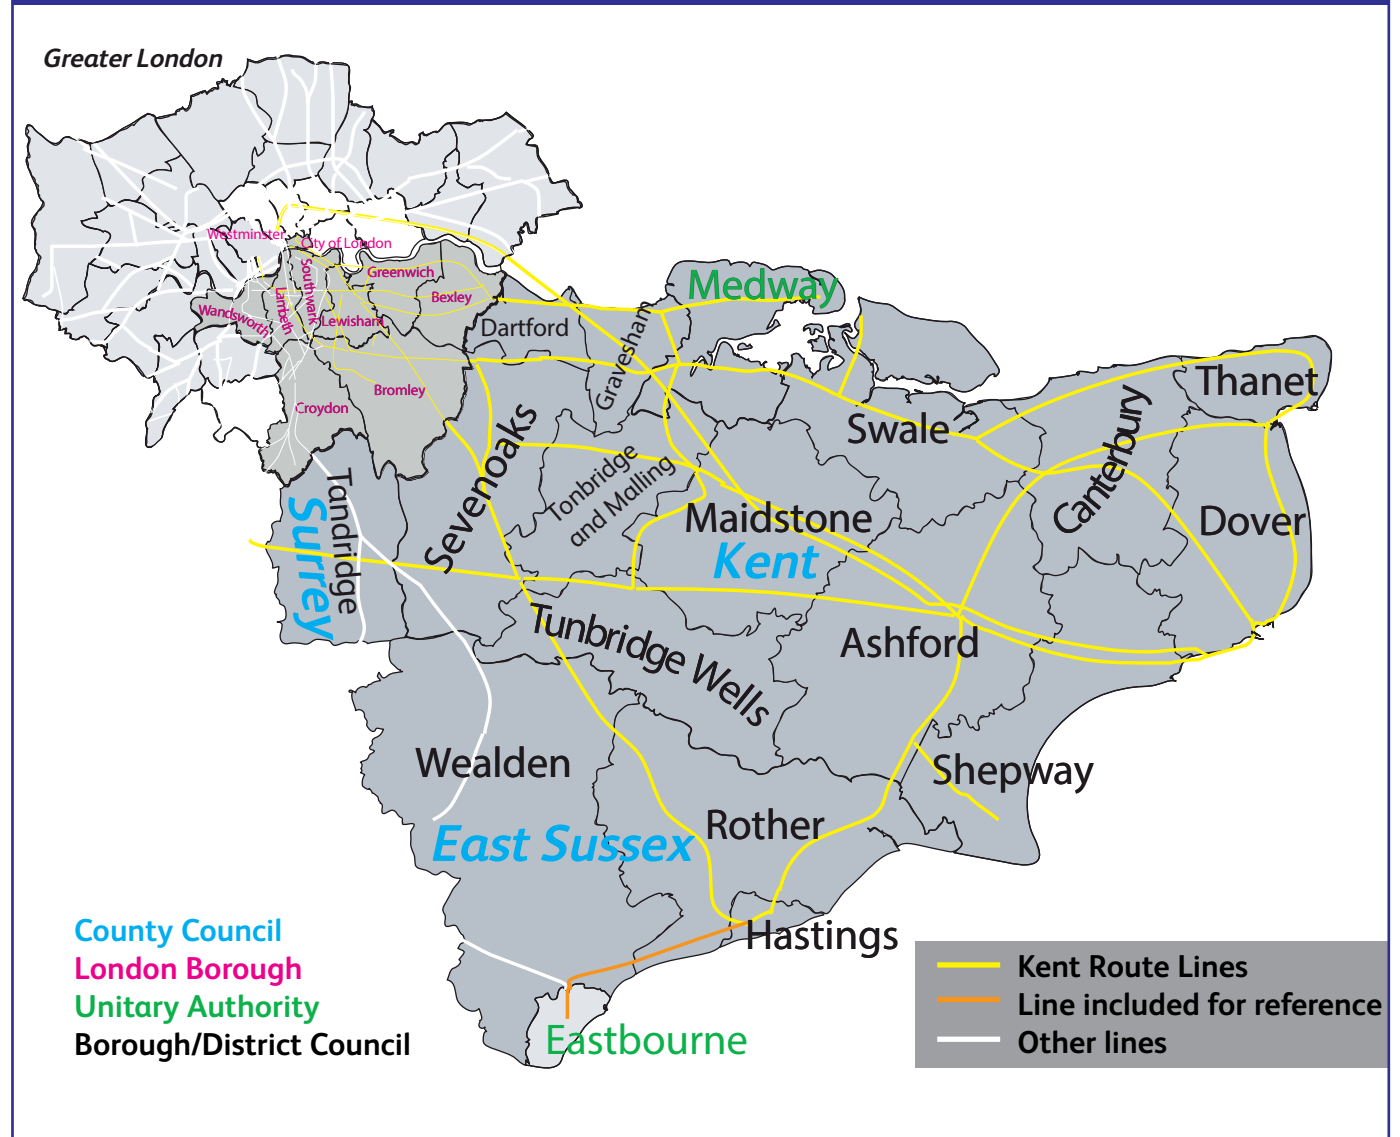 Greater London
Westminster
City of London
Greenwich
Southwark
Bexley
Lambeth
Wandsworth
Lewisham
Bromley
Croydon
Medway
Dartford
Gravesham
Thanet
Swale
Canterbury
Sevenoaks
Tonbridge
and Malling
Maidstone
Dover
Kent
Tandridge
Surrey
Tunbridge Wells
Ashford
Wealden
Shepway
Rother
East Sussex
Hastings
Eastbourne
County Council
London Borough
Unitary Authority
Borough/District Council
Kent Route Lines
Line included for reference
Other lines